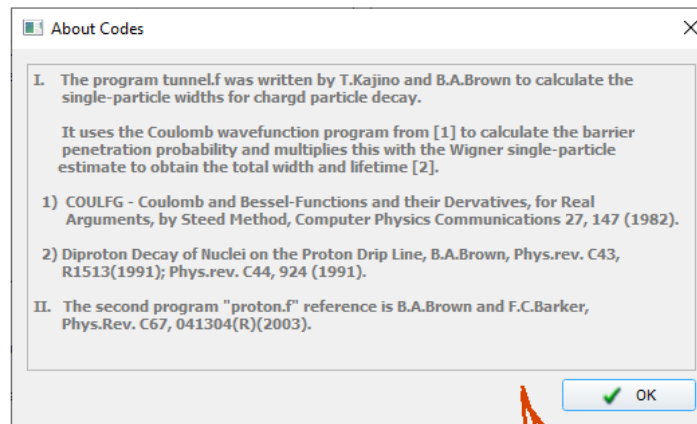 About Codes
I. The program tunnel.f was written by T.Kajino and B.A.Brown to calculate the
single-particle widths for chargd particle decay.
It uses the Coulomb wavefunction program from [1] to calculate the barrier
penetration probability and multiplies this with the Wigner single-particle
estimate to obtain the total width and lifetime [2].
1) COULFG - Coulomb and Bessel-Functions and their Dervatives, for Real
Arguments, by Steed Method, Computer Physics Communications 27, 147 (1982).
2) Diproton Decay of Nuclei on the Proton Drip Line, B.A.Brown, Phys.rev. C43,
R1513(1991); Phys.rev. C44, 924 (1991).
II. The second program "proton.f" reference is B.A.Brown and F.C.Barker,
Phys.Rev. C67, 041304(R)(2003).
OK